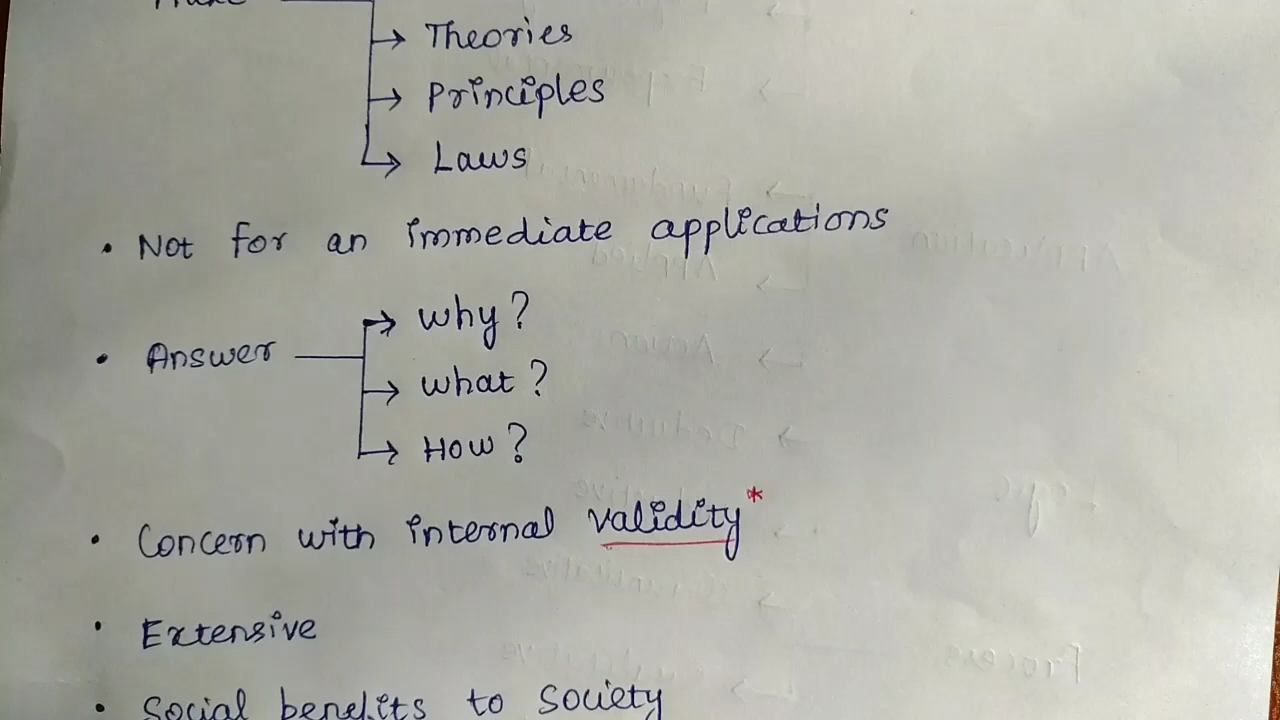 Theories
Principles
Laws
• Not for an immediate applications
• Answer
Why?
What?
How?
• Concern with internal validity*
• Extensive
• Social benefits to society